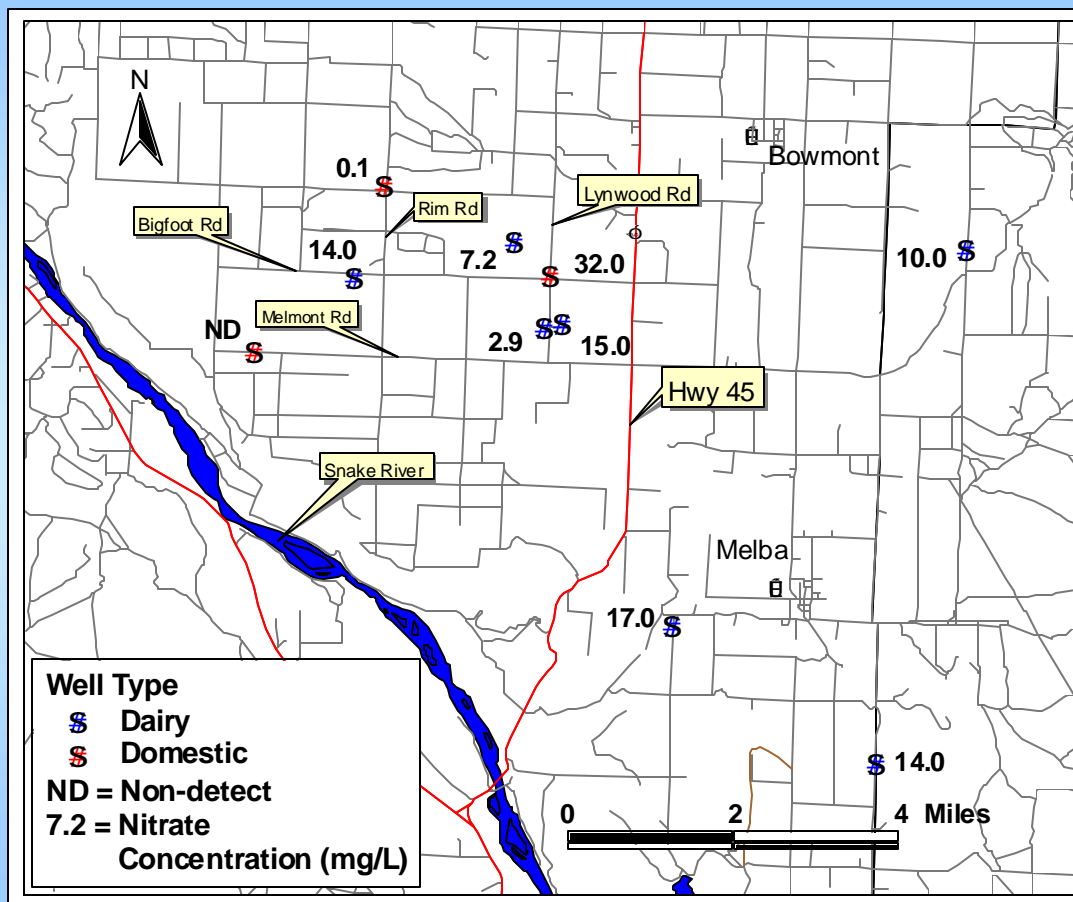 N
Bowmont
0.1
Lynwood Rd
Rim Rd
Bigfoot Rd
14.0
7.2
32.0
10.0
Melmont Rd
ND
2.9
15.0
Hwy 45
Snake River
Melba
17.0
14.0
Well Type
Dairy
Domestic
ND = Non-detect
7.2 = Nitrate
Concentration (mg/L)
0 2 4 Miles